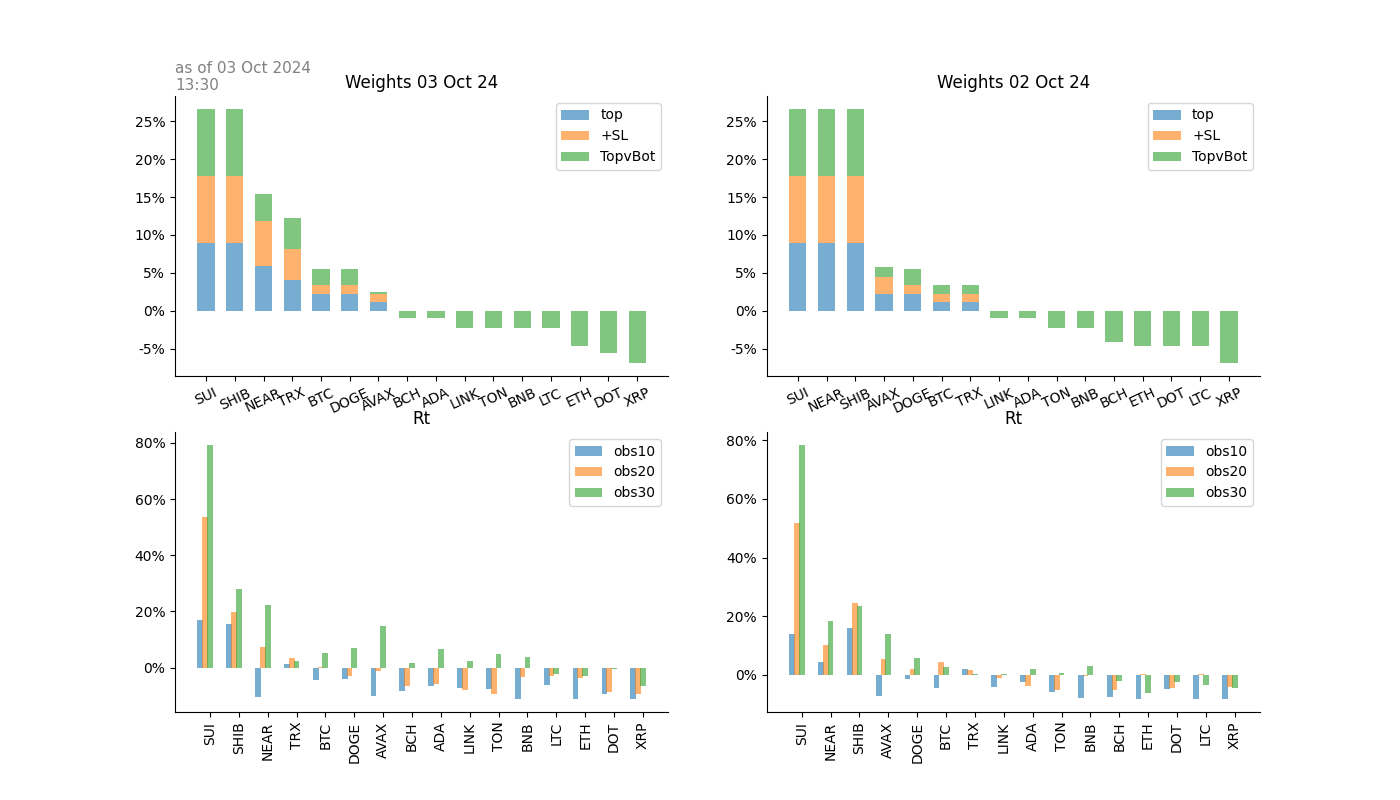 as of 03 Oct 2024
13:30
Weights 03 Oct 24
25%
20%
15%
10%
5%
0%
-5%
top
+SL
TopvBot
SUI SHIB NEAR TRX BTC DOGE AVAX BCH ADA LINK TON BNB LTC ETH DOT XRP
Weights 02 Oct 24
25%
20%
15%
10%
5%
0%
-5%
top
+SL
TopvBot
SUI NEAR SHIB AVAX DOGE BTC TRX LINK ADA TON BNB BCH ETH DOT LTC XRP
Rt
80%
60%
40%
20%
0%
obs10
obs20
obs30
SUI SHIB NEAR TRX BTC DOGE AVAX BCH ADA LINK TON BNB LTC ETH DOT XRP
Rt
80%
60%
40%
20%
0%
obs10
obs20
obs30
SUI NEAR SHIB AVAX DOGE BTC TRX LINK ADA TON BNB BCH ETH DOT LTC XRP